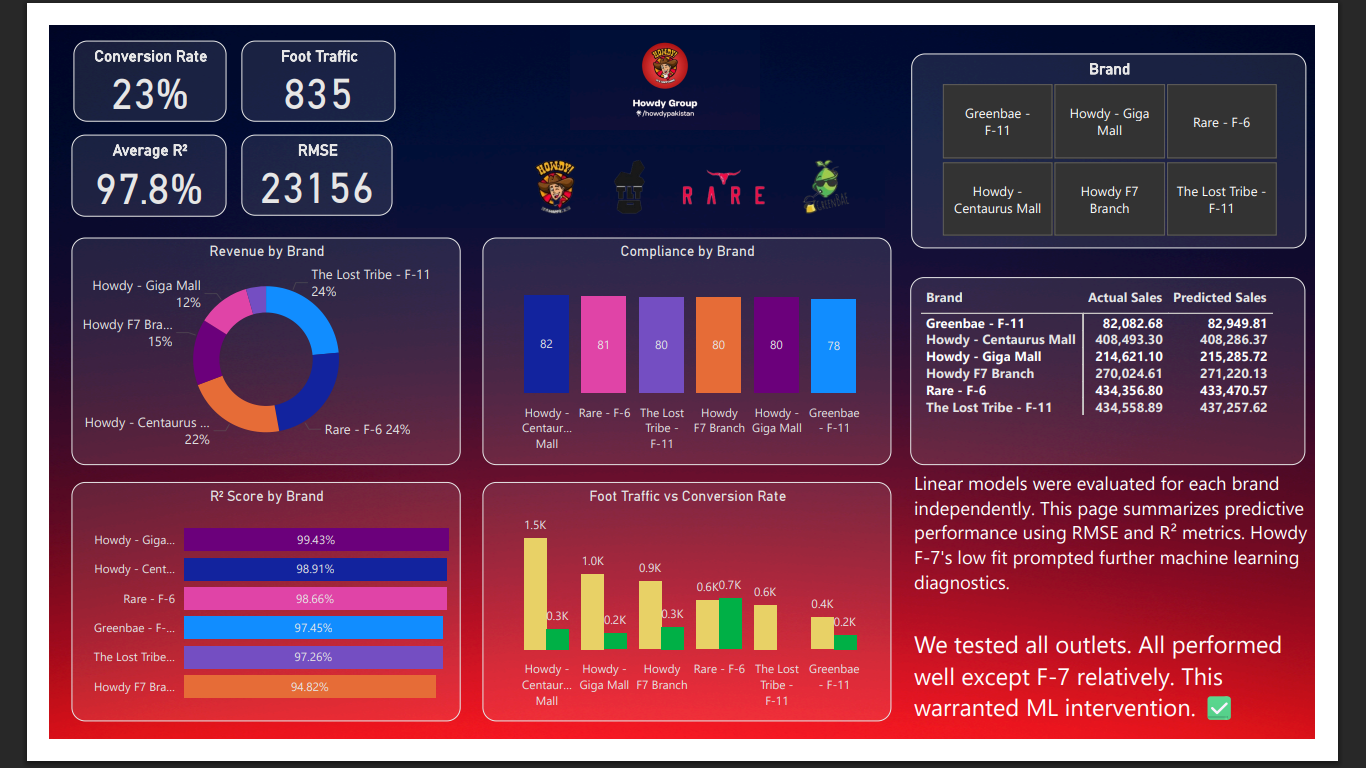 Conversion Rate
23%
Foot Traffic
835
Average R²
97.8%
RMSE
23156
HOWDY!
Howdy Group
/howdypakistan
HOWDY!
TLT
RARE
GREENBAE
Brand
Greenbae -
F-11
Howdy - Giga
Mall
Rare - F-6
Howdy -
Centaurus Mall
Howdy F7
Branch
The Lost Tribe -
F-11
Revenue by Brand
The Lost Tribe - F-11
24%
Howdy - Giga Mall
12%
Howdy F7 Bra...
15%
Howdy - Centaurus ...
22%
Rare - F-6 24%
Compliance by Brand
82
81
80
80
80
78
Howdy -
Centaur...
Mall
Rare - F-6
The Lost
Tribe -
F-11
Howdy
F7 Branch
Howdy -
Giga Mall
Greenbae
- F-11
Brand Actual Sales Predicted Sales
Greenbae - F-11 82,082.68 82,949.81
Howdy - Centaurus Mall 408,493.30 408,286.37
Howdy - Giga Mall 214,621.10 215,285.72
Howdy F7 Branch 270,024.61 271,220.13
Rare - F-6 434,356.80 433,470.57
The Lost Tribe - F-11 434,558.89 437,257.62
R² Score by Brand
Howdy - Giga... 99.43%
Howdy - Cent... 98.91%
Rare - F-6 98.66%
Greenbae - F-... 97.45%
The Lost Tribe... 97.26%
Howdy F7 Bra... 94.82%
Foot Traffic vs Conversion Rate
1.5K
0.3K
1.0K
0.2K
0.9K
0.3K
0.6K
0.7K
0.6K
0.4K
0.2K
Howdy -
Centaur...
Mall
Howdy -
Giga Mall
Howdy
F7 Branch
Rare - F-6
The Lost
Tribe -
F-11
Greenbae
- F-11
Linear models were evaluated for each brand
independently. This page summarizes predictive
performance using RMSE and R² metrics. Howdy
F-7's low fit prompted further machine learning
diagnostics.
We tested all outlets. All performed
well except F-7 relatively. This
warranted ML intervention. ✅